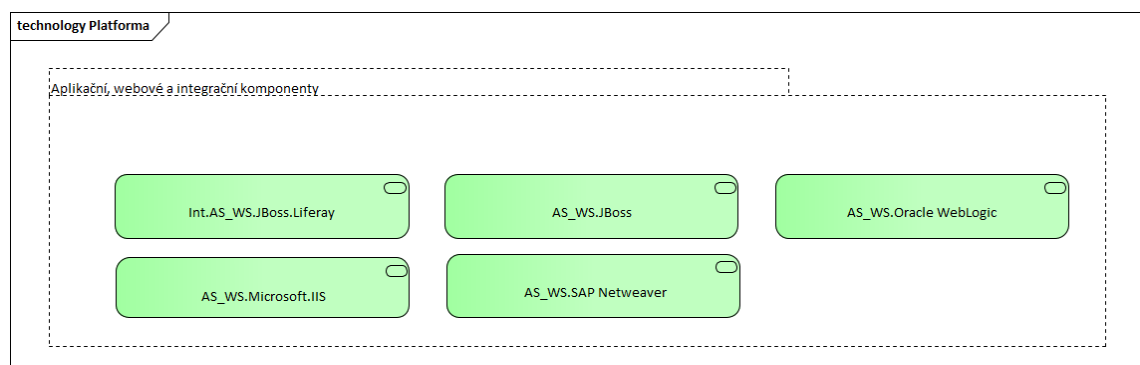 technology Platforma
Aplikační, webové a integrační komponenty
Int.AS_WS.JBoss.Liferay
AS_WS.JBoss
AS_WS.Oracle WebLogic
AS_WS.Microsoft.IIS
AS_WS.SAP Netweaver